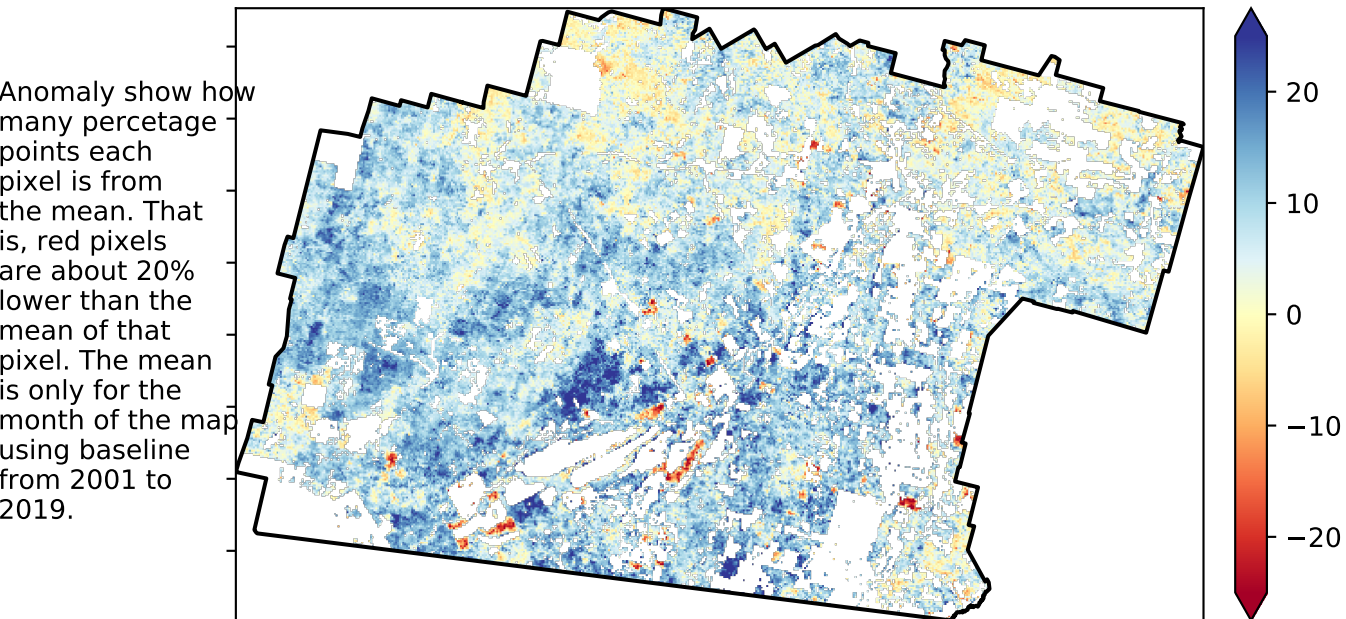 Anomaly show how
many percetage
points each
pixel is from
the mean. That
is, red pixels
are about 20%
lower than the
mean of that
pixel. The mean
is only for the
month of the map
using baseline
from 2001 to
2019.
20
10
0
−10
−20